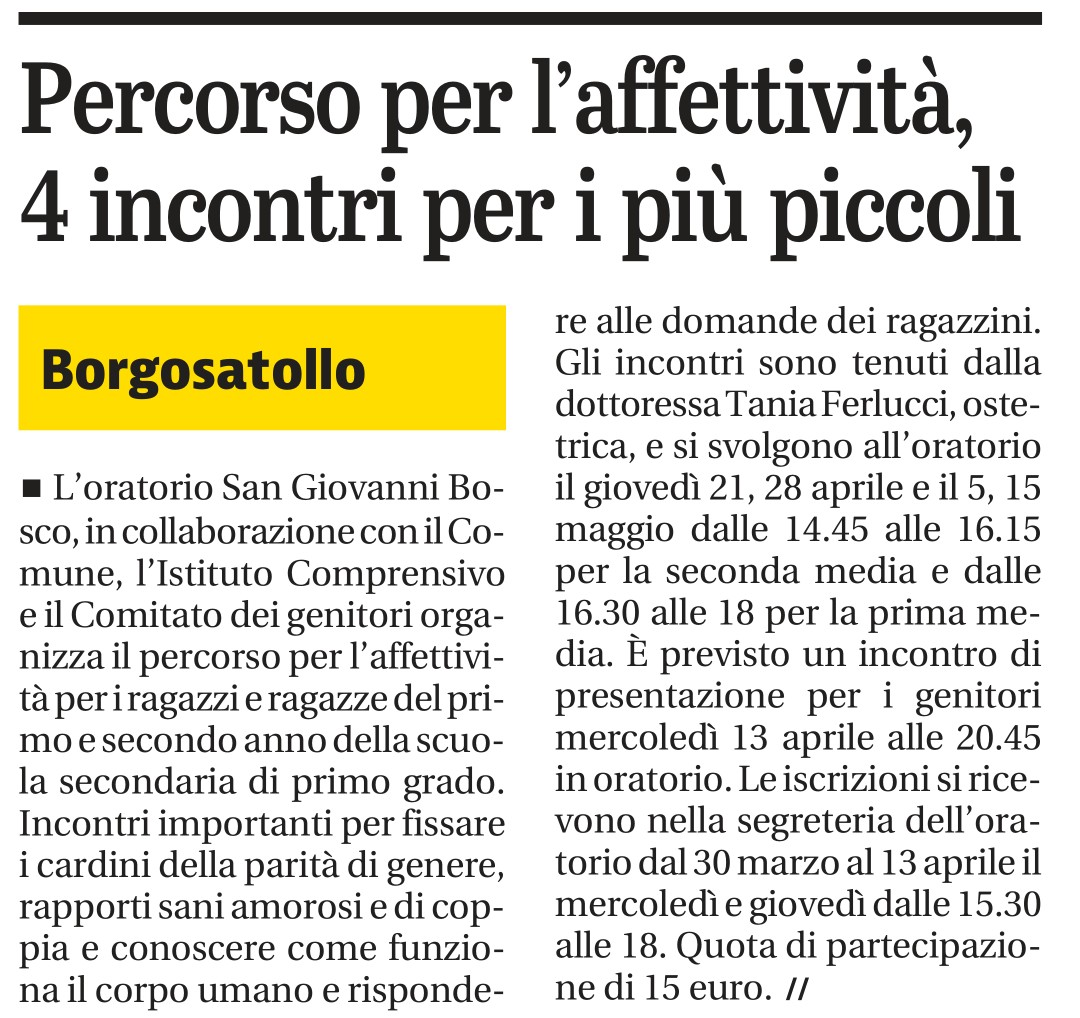 Percorso per l’affettività,
4 incontri per i più piccoli
Borgosatollo
■ L’oratorio San Giovanni Bo-
sco, in collaborazione con il Co-
mune, l’Istituto Comprensivo
e il Comitato dei genitori orga-
nizza il percorso per l’affettivi-
tà per i ragazzi e ragazze del pri-
mo e secondo anno della scuo-
la secondaria di primo grado.
Incontri importanti per fissare
i cardini della parità di genere,
rapporti sani amorosi e di cop-
pia e conoscere come funzio-
na il corpo umano e risponde-
re alle domande dei ragazzini.
Gli incontri sono tenuti dalla
dottoressa Tania Ferlucci, oste-
trica, e si svolgono all’oratorio
il giovedì 21, 28 aprile e il 5, 15
maggio dalle 14.45 alle 16.15
per la seconda media e dalle
16.30 alle 18 per la prima me-
dia. È previsto un incontro di
presentazione per i genitori
mercoledì 13 aprile alle 20.45
in oratorio. Le iscrizioni si rice-
vono nella segreteria dell’ora-
torio dal 30 marzo al 13 aprile il
mercoledì e giovedì dalle 15.30
alle 18. Quota di partecipazio-
ne di 15 euro. //